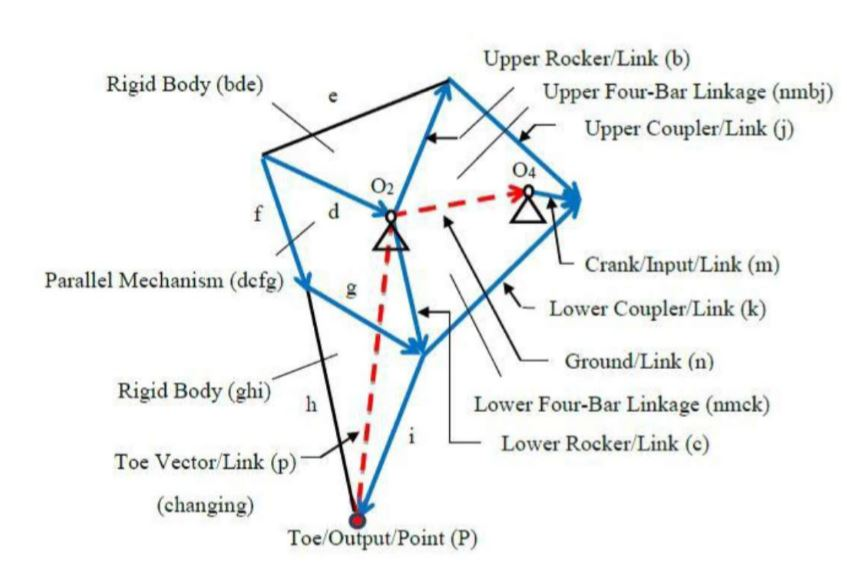 Upper Rocker/Link (b)
Rigid Body (bde)
e
Upper Four-Bar Linkage (nmbj)
Upper Coupler/Link (j)
O4
O2
f
d
Crank/Input/Link (m)
Parallel Mechanism (dcfg)
g
Lower Coupler/Link (k)
Ground/Link (n)
Rigid Body (ghi)
h
Lower Four-Bar Linkage (nmck)
i
Lower Rocker/Link (c)
Toe Vector/Link (p)
(changing)
Toe/Output/Point (P)